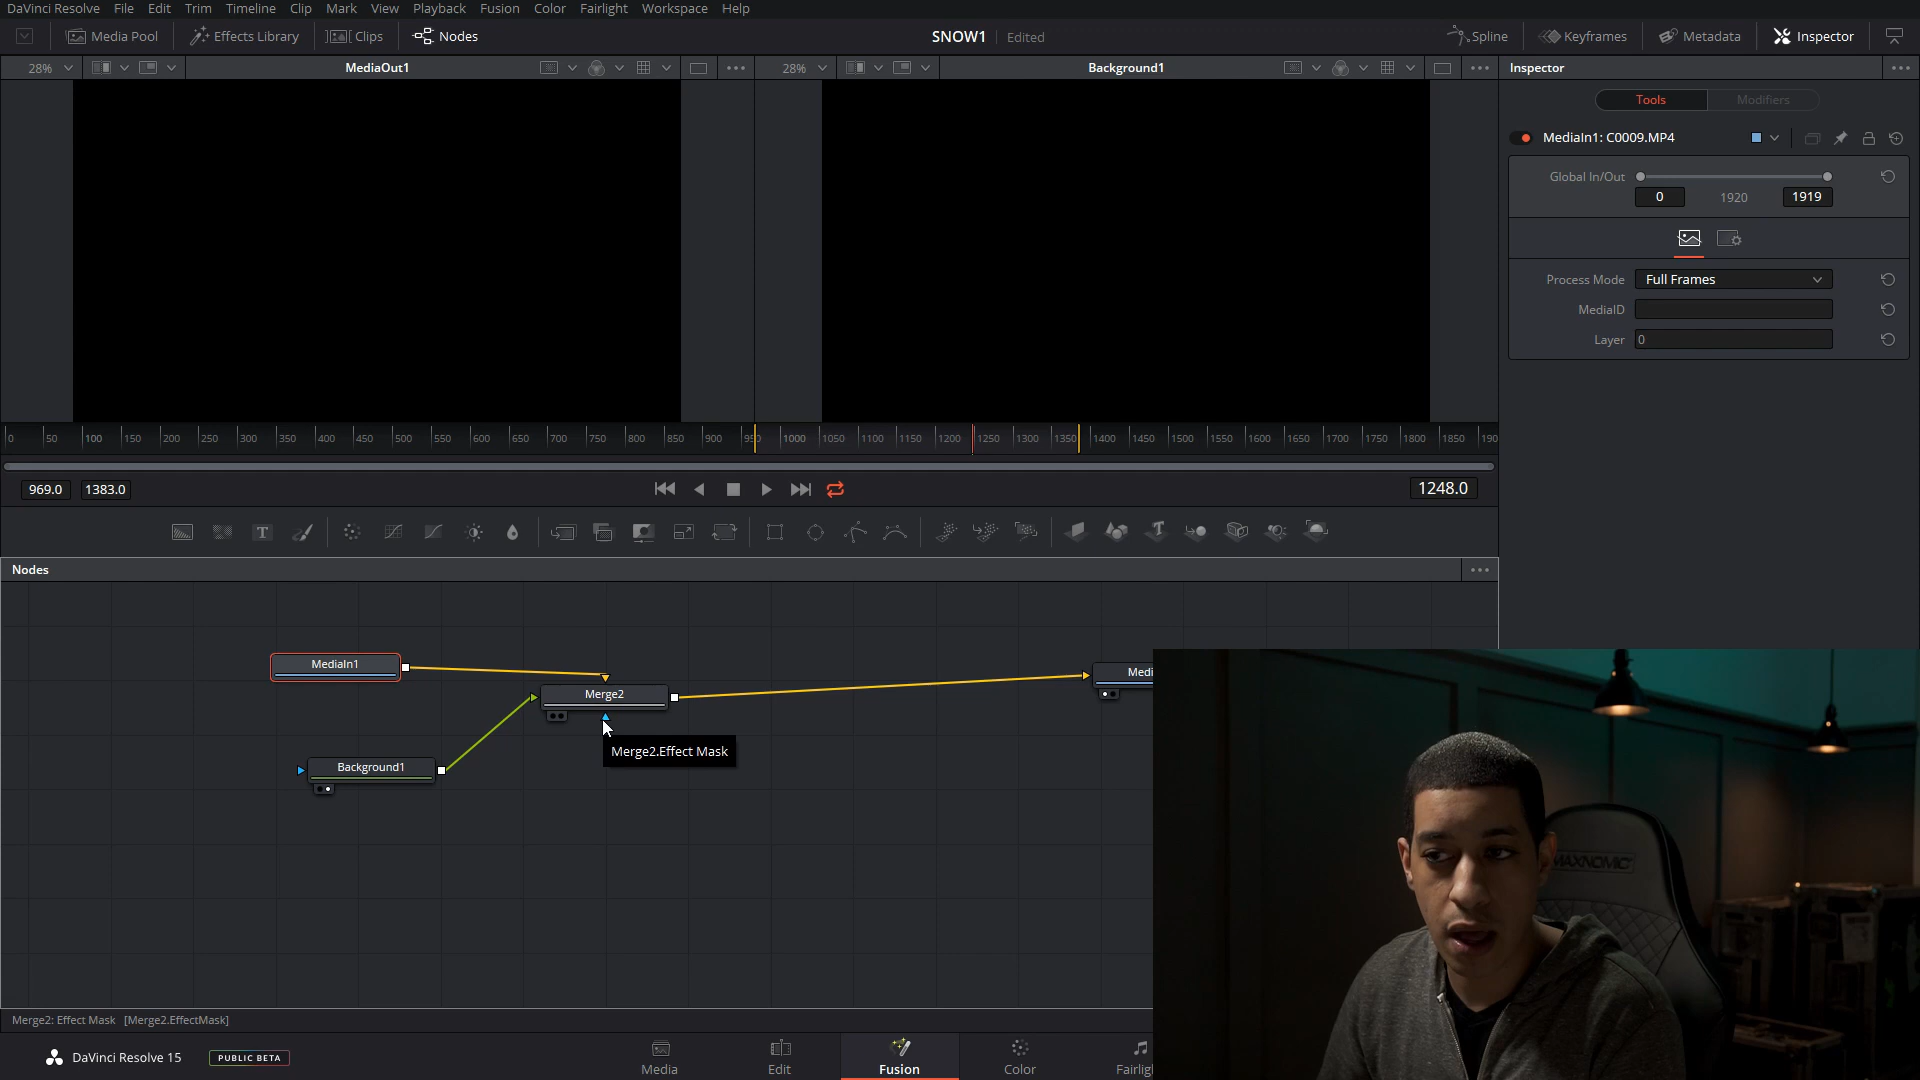 DaVinci Resolve File Edit Trim Timeline Clip Mark View Playback Fusion Color Fairlight Workspace Help
Media Pool Effects Library Clips Nodes SNOW1 Edited Spline Keyframes Metadata Inspector
28% MediaOut1 28% Background1 Inspector
Tools Modifiers
MediaIn1: C0009.MP4
Global In/Out
0 1920 1919
Process Mode Full Frames
MediaID
Layer 0
0 50 100 150 200 250 300 350 400 450 500 550 600 650 700 750 800 850 900 950 1000 1050 1100 1150 1200 1250 1300 1350 1400 1450 1500 1550 1600 1650 1700 1750 1800 1850 190
969.0 1383.0 1248.0
T T
Nodes
MediaIn1
Merge2
Medi
Merge2.Effect Mask
Background1
MAXNOMIC
Merge2: Effect Mask [Merge2.EffectMask]
DaVinci Resolve 15 PUBLIC BETA
Media Edit Fusion Color Fairlig